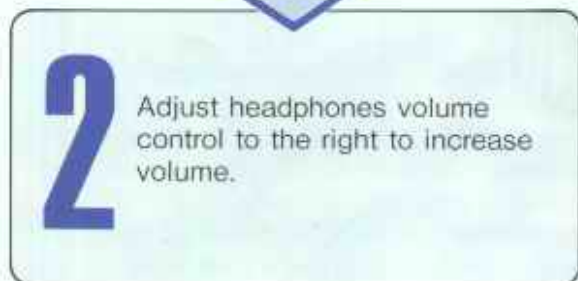 2
Adjust headphones volume
control to the right to increase
volume.